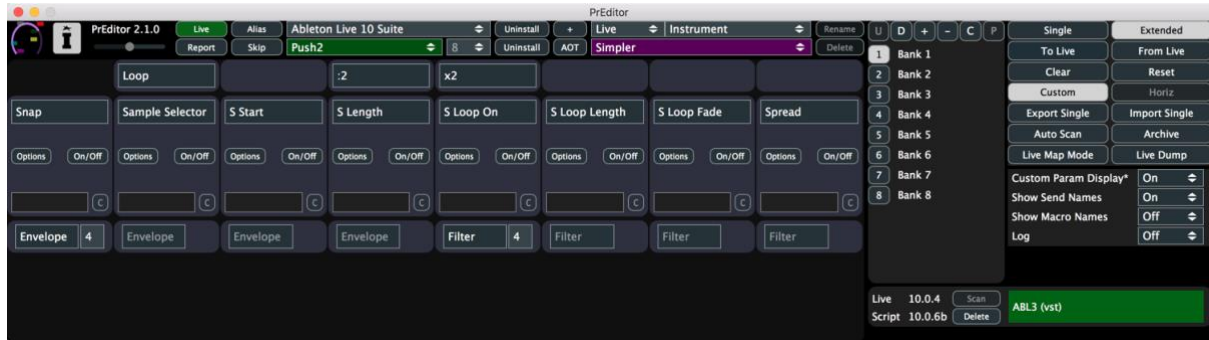 PrEditor
PrEditor 2.1.0 Live Alias Ableton Live 10 Suite Uninstall + Live Instrument Rename U D + - C P Single Extended
Report Skip Push2 8 Uninstall AOT Simpler Delete 1 Bank 1 To Live From Live
Loop :2 x2 2 Bank 2 Clear Reset
3 Bank 3 Custom Horiz
Snap Sample Selector S Start S Length S Loop On S Loop Length S Loop Fade Spread 4 Bank 4 Export Single Import Single
5 Bank 5 Auto Scan Archive
Options On/Off Options On/Off Options On/Off Options On/Off Options On/Off Options On/Off Options On/Off Options On/Off 6 Bank 6 Live Map Mode Live Dump
7 Bank 7 Custom Param Display* On
C C C C C C C C 8 Bank 8 Show Send Names On
Show Macro Names Off
Envelope 4 Envelope Envelope Envelope Filter 4 Filter Filter Filter Log Off
Live 10.0.4 Scan ABL3 (vst)
Script 10.0.6b Delete